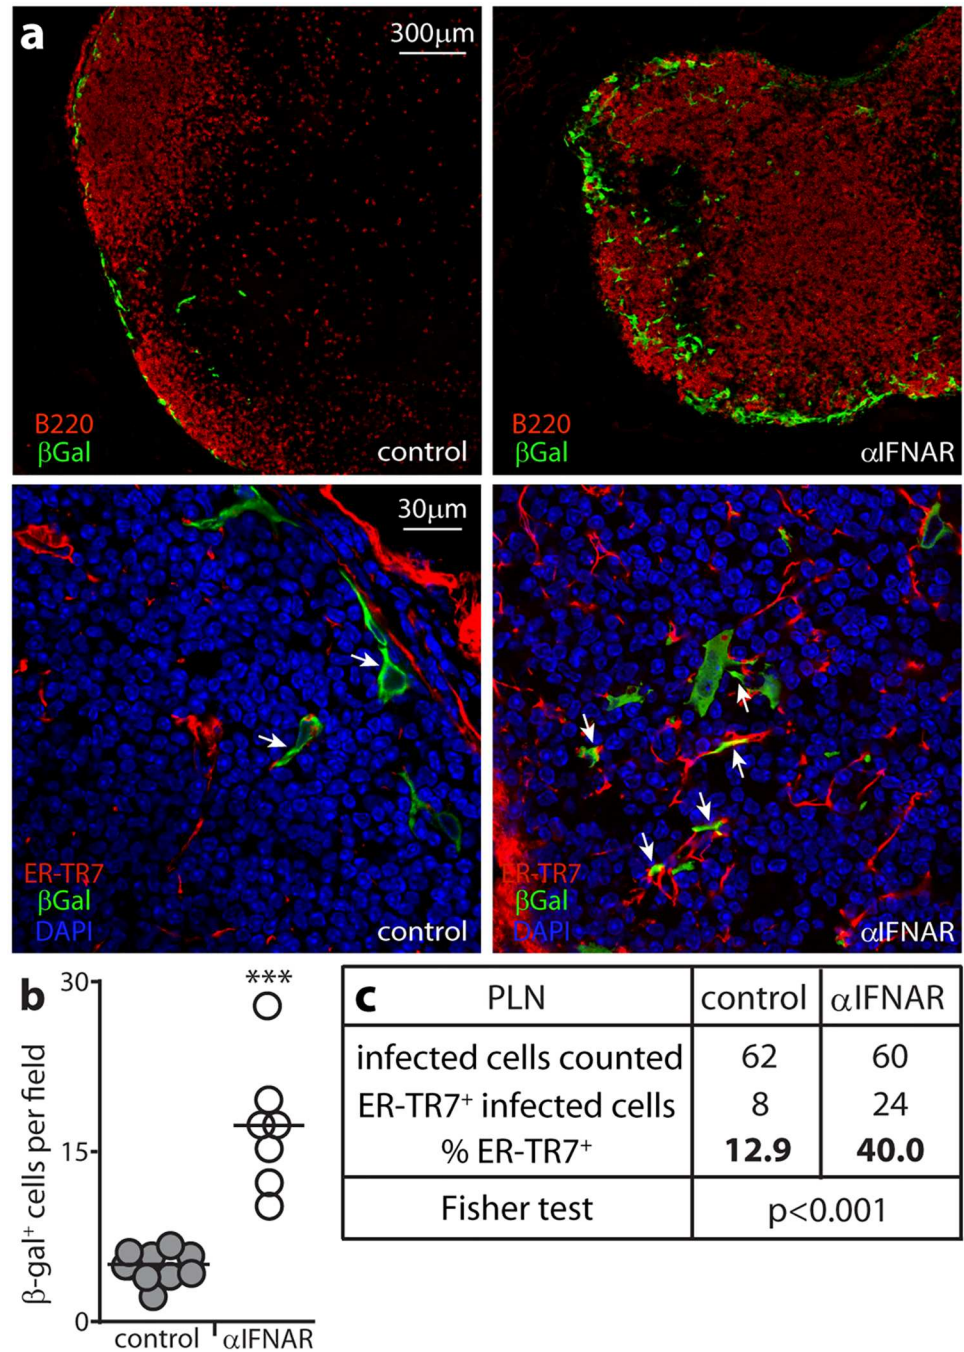 a
300μm
B220
βGal
control
B220
βGal
αIFNAR
30μm
ER-TR7
βGal
DAPI
control
ER-TR7
βGal
DAPI
αIFNAR
b
β-gal⁺ cells per field
30
15
0
***
control
αIFNAR
c PLN control αIFNAR
infected cells counted 62 60
ER-TR7⁺ infected cells 8 24
% ER-TR7⁺ 12.9 40.0
Fisher test p<0.001